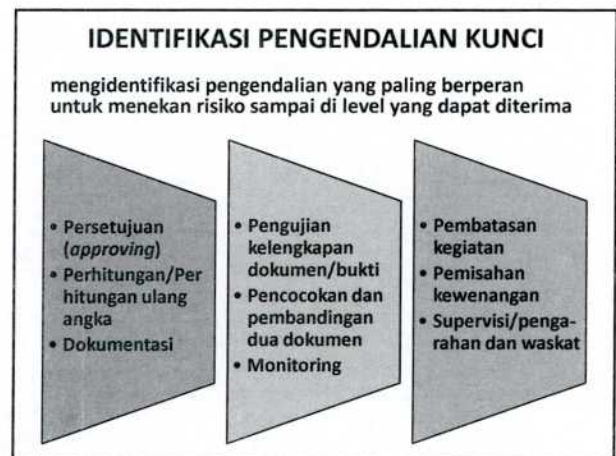 IDENTIFIKASI PENGENDALIAN KUNCI
mengidentifikasi pengendalian yang paling berperan
untuk menekan risiko sampai di level yang dapat diterima
• Persetujuan
(approving)
• Perhitungan/Per
hitungan ulang
angka
• Dokumentasi
• Pengujian
kelengkapan
dokumen/bukti
• Pencocokan dan
pembandingan
dua dokumen
• Monitoring
• Pembatasan
kegiatan
• Pemisahan
kewenangan
• Supervisi/penga-
rahan dan waskat